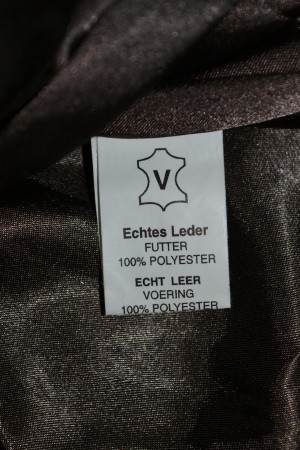 V
Echtes Leder
FUTTER
100% POLYESTER
ECHT LEER
VOERING
100% POLYESTER